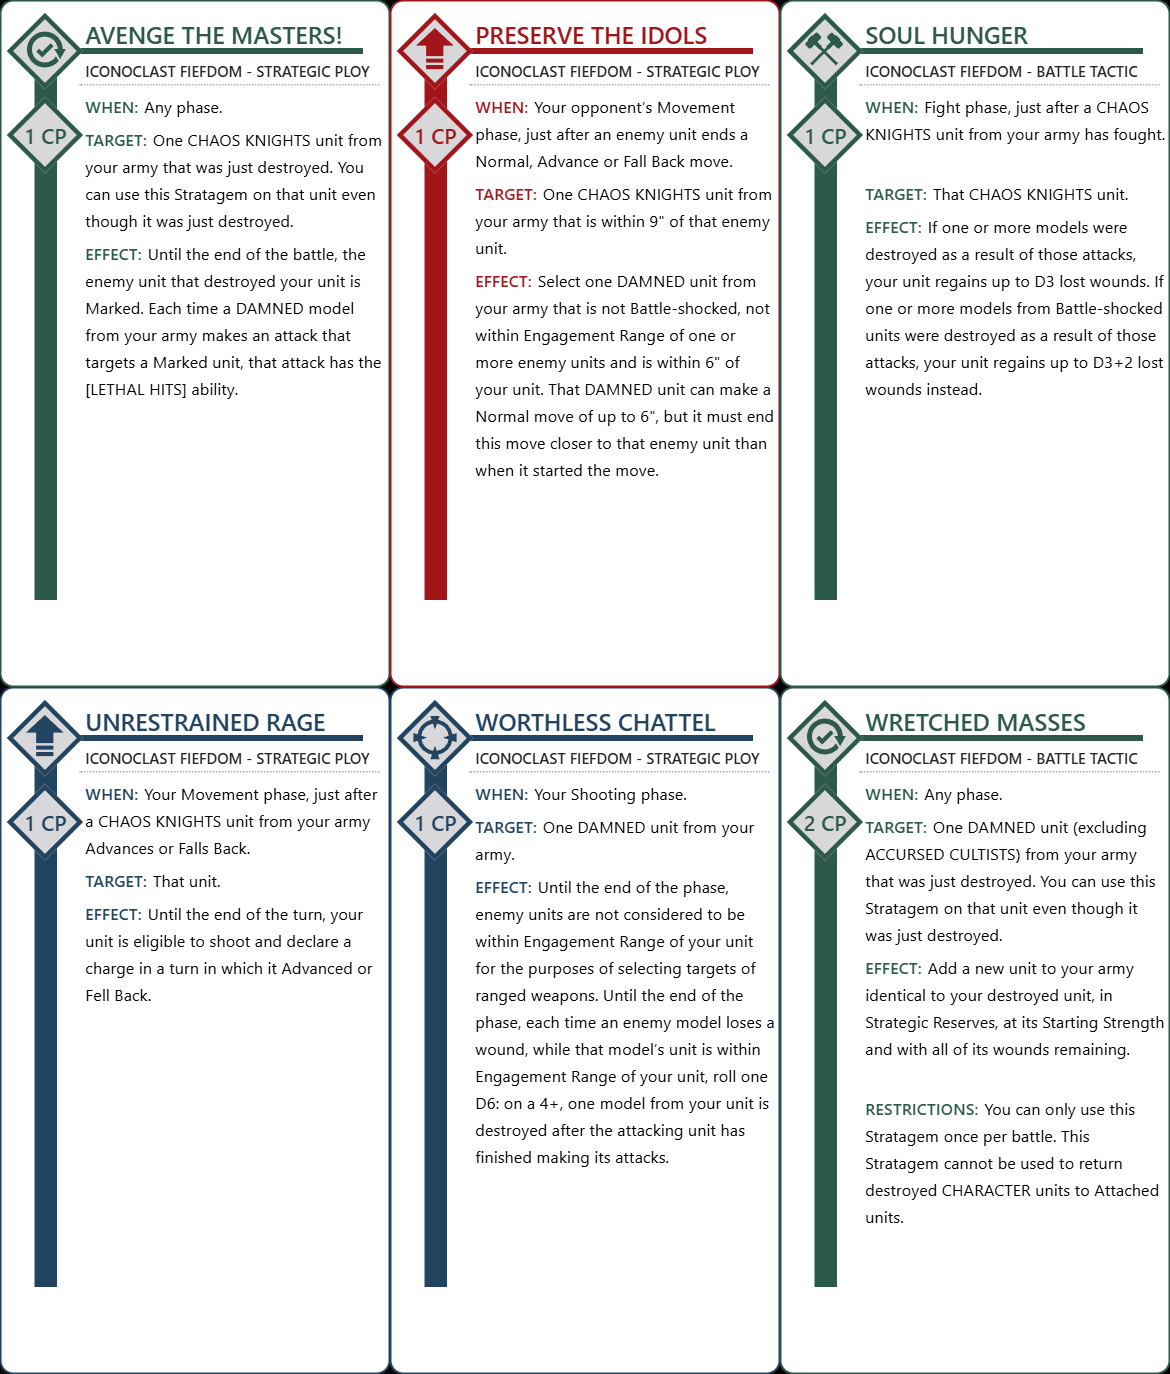 AVENGE THE MASTERS!
ICONOCLAST FIEFDOM - STRATEGIC PLOY
1 CP
WHEN: Any phase.
TARGET: One CHAOS KNIGHTS unit from
your army that was just destroyed. You
can use this Stratagem on that unit even
though it was just destroyed.
EFFECT: Until the end of the battle, the
enemy unit that destroyed your unit is
Marked. Each time a DAMNED model
from your army makes an attack that
targets a Marked unit, that attack has the
[LETHAL HITS] ability.
PRESERVE THE IDOLS
ICONOCLAST FIEFDOM - STRATEGIC PLOY
1 CP
WHEN: Your opponent's Movement
phase, just after an enemy unit ends a
Normal, Advance or Fall Back move.
TARGET: One CHAOS KNIGHTS unit from
your army that is within 9" of that enemy
unit.
EFFECT: Select one DAMNED unit from
your army that is not Battle-shocked, not
within Engagement Range of one or
more enemy units and is within 6" of
your unit. That DAMNED unit can make a
Normal move of up to 6", but it must end
this move closer to that enemy unit than
when it started the move.
SOUL HUNGER
ICONOCLAST FIEFDOM - BATTLE TACTIC
1 CP
WHEN: Fight phase, just after a CHAOS
KNIGHTS unit from your army has fought.
TARGET: That CHAOS KNIGHTS unit.
EFFECT: If one or more models were
destroyed as a result of those attacks,
your unit regains up to D3 lost wounds. If
one or more models from Battle-shocked
units were destroyed as a result of those
attacks, your unit regains up to D3+2 lost
wounds instead.
UNRESTRAINED RAGE
ICONOCLAST FIEFDOM - STRATEGIC PLOY
1 CP
WHEN: Your Movement phase, just after
a CHAOS KNIGHTS unit from your army
Advances or Falls Back.
TARGET: That unit.
EFFECT: Until the end of the turn, your
unit is eligible to shoot and declare a
charge in a turn in which it Advanced or
Fell Back.
WORTHLESS CHATTEL
ICONOCLAST FIEFDOM - STRATEGIC PLOY
1 CP
WHEN: Your Shooting phase.
TARGET: One DAMNED unit from your
army.
EFFECT: Until the end of the phase,
enemy units are not considered to be
within Engagement Range of your unit
for the purposes of selecting targets of
ranged weapons. Until the end of the
phase, each time an enemy model loses a
wound, while that model's unit is within
Engagement Range of your unit, roll one
D6: on a 4+, one model from your unit is
destroyed after the attacking unit has
finished making its attacks.
WRETCHED MASSES
ICONOCLAST FIEFDOM - BATTLE TACTIC
2 CP
WHEN: Any phase.
TARGET: One DAMNED unit (excluding
ACCURSED CULTISTS) from your army
that was just destroyed. You can use this
Stratagem on that unit even though it
was just destroyed.
EFFECT: Add a new unit to your army
identical to your destroyed unit, in
Strategic Reserves, at its Starting Strength
and with all of its wounds remaining.
RESTRICTIONS: You can only use this
Stratagem once per battle. This
Stratagem cannot be used to return
destroyed CHARACTER units to Attached
units.